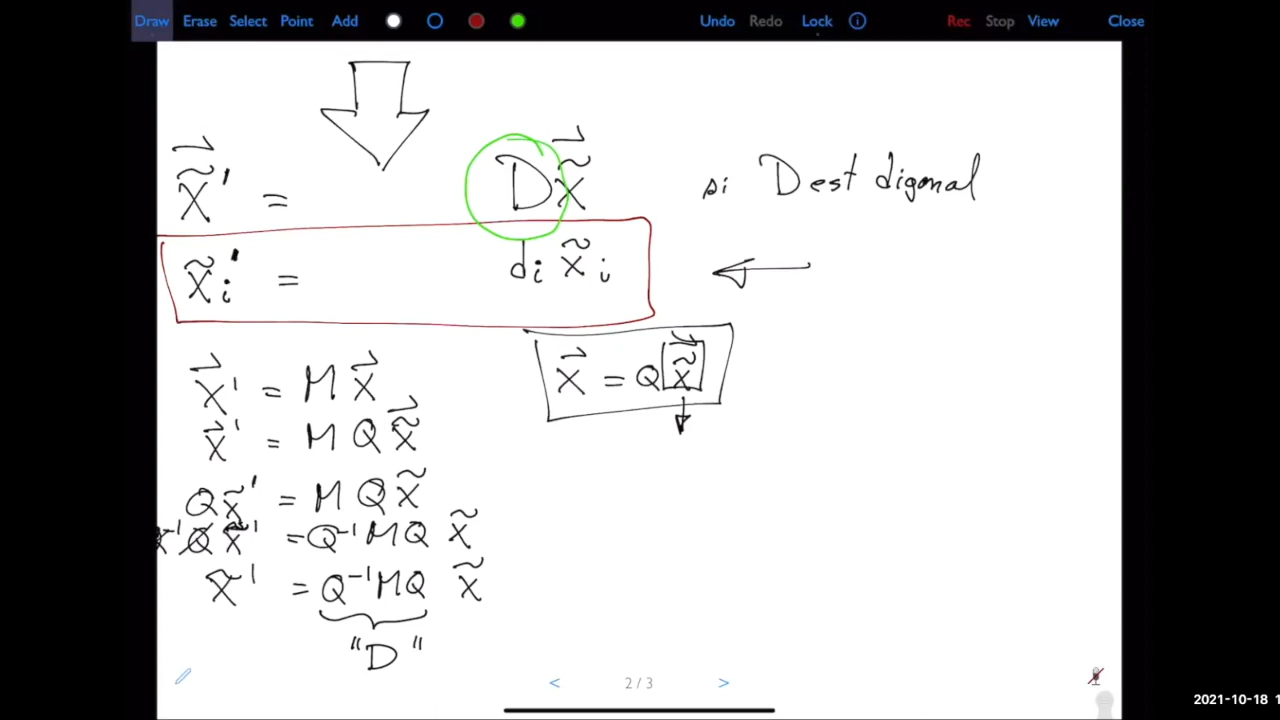 Draw Erase Select Point Add Undo Redo Lock Rec Stop View Close
X̃⃗' = D X̃⃗ si D est digonal
x̃ᵢ' = dᵢ x̃ᵢ
X⃗ = Q X̃⃗
X⃗' = M X⃗
X⃗' = M Q X̃⃗
Q X̃' = M Q X̃
Q X̃' = Q⁻¹ M Q X̃
X̃' = Q⁻¹ M Q X̃
"D"
< 2 / 3 >
2021-10-18 1